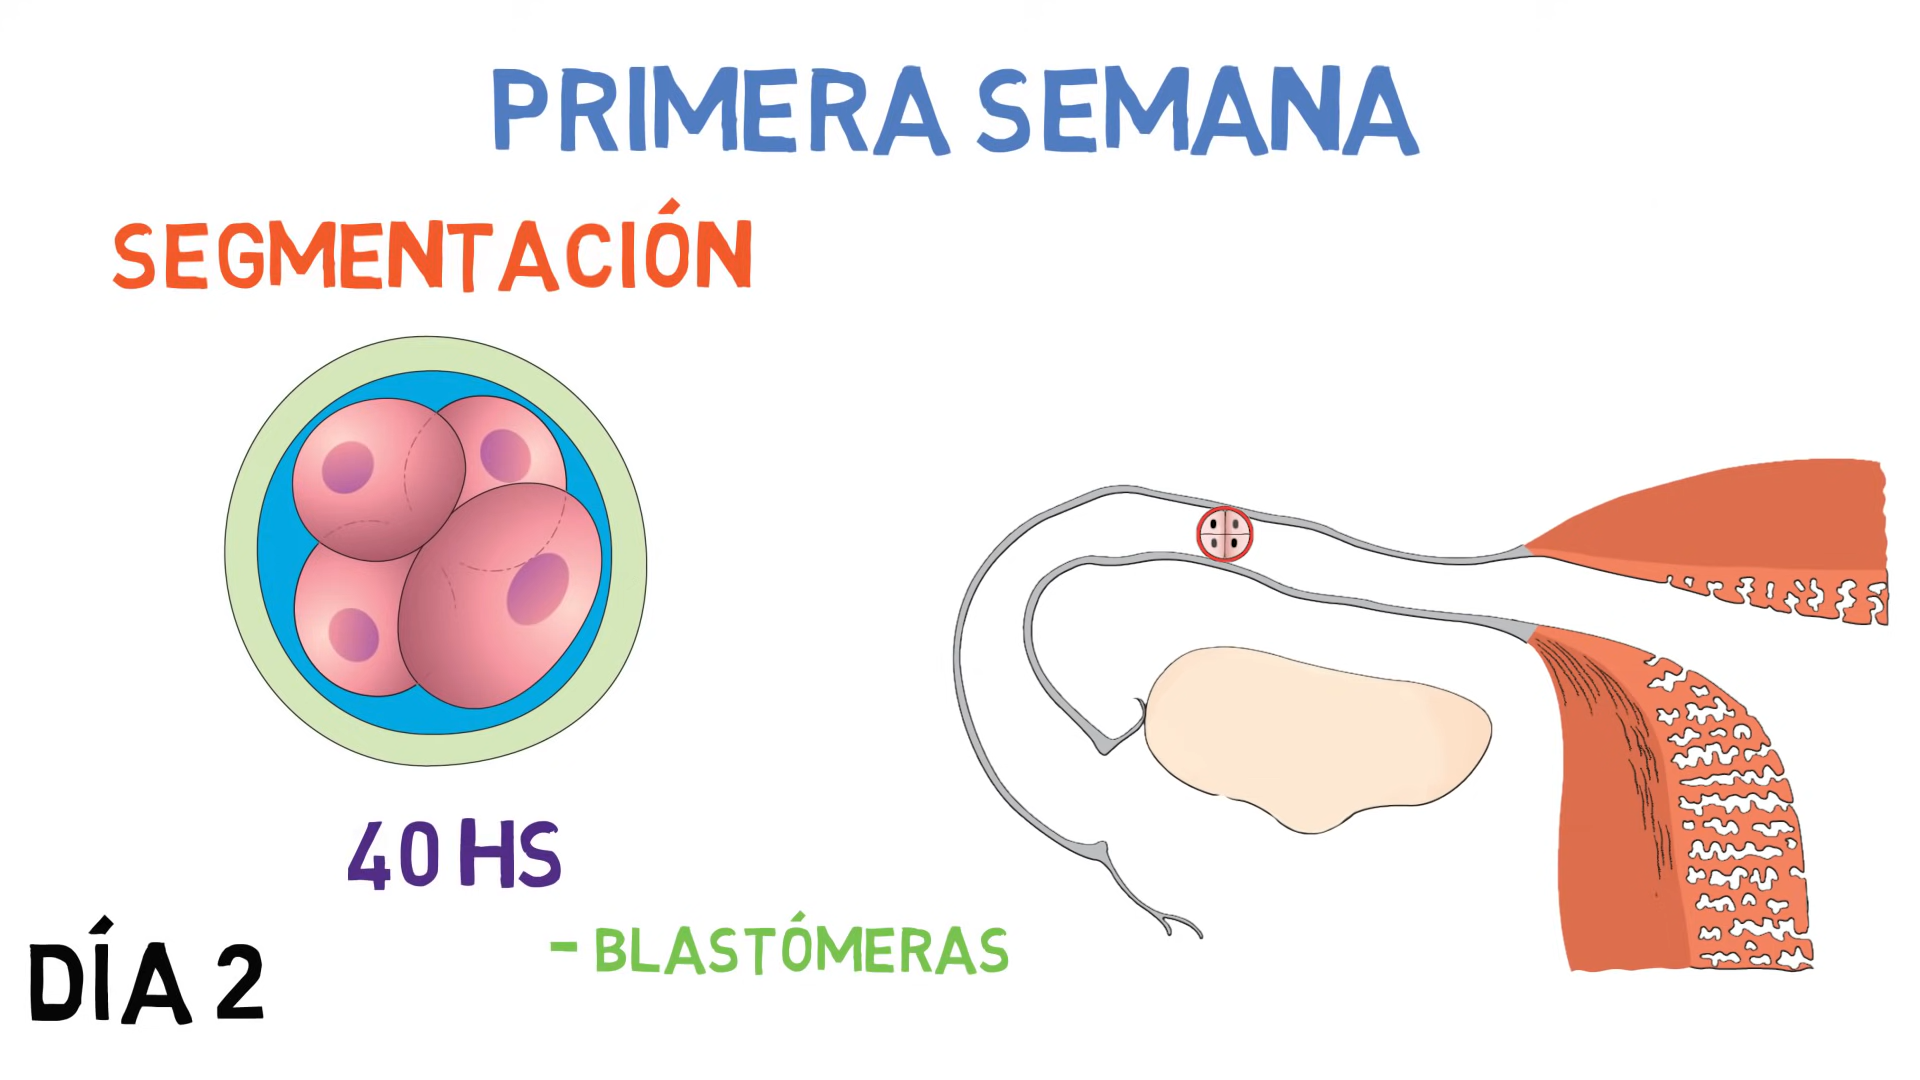 PRIMERA SEMANA
SEGMENTACIÓN
40 HS
DÍA 2
- BLASTÓMERAS